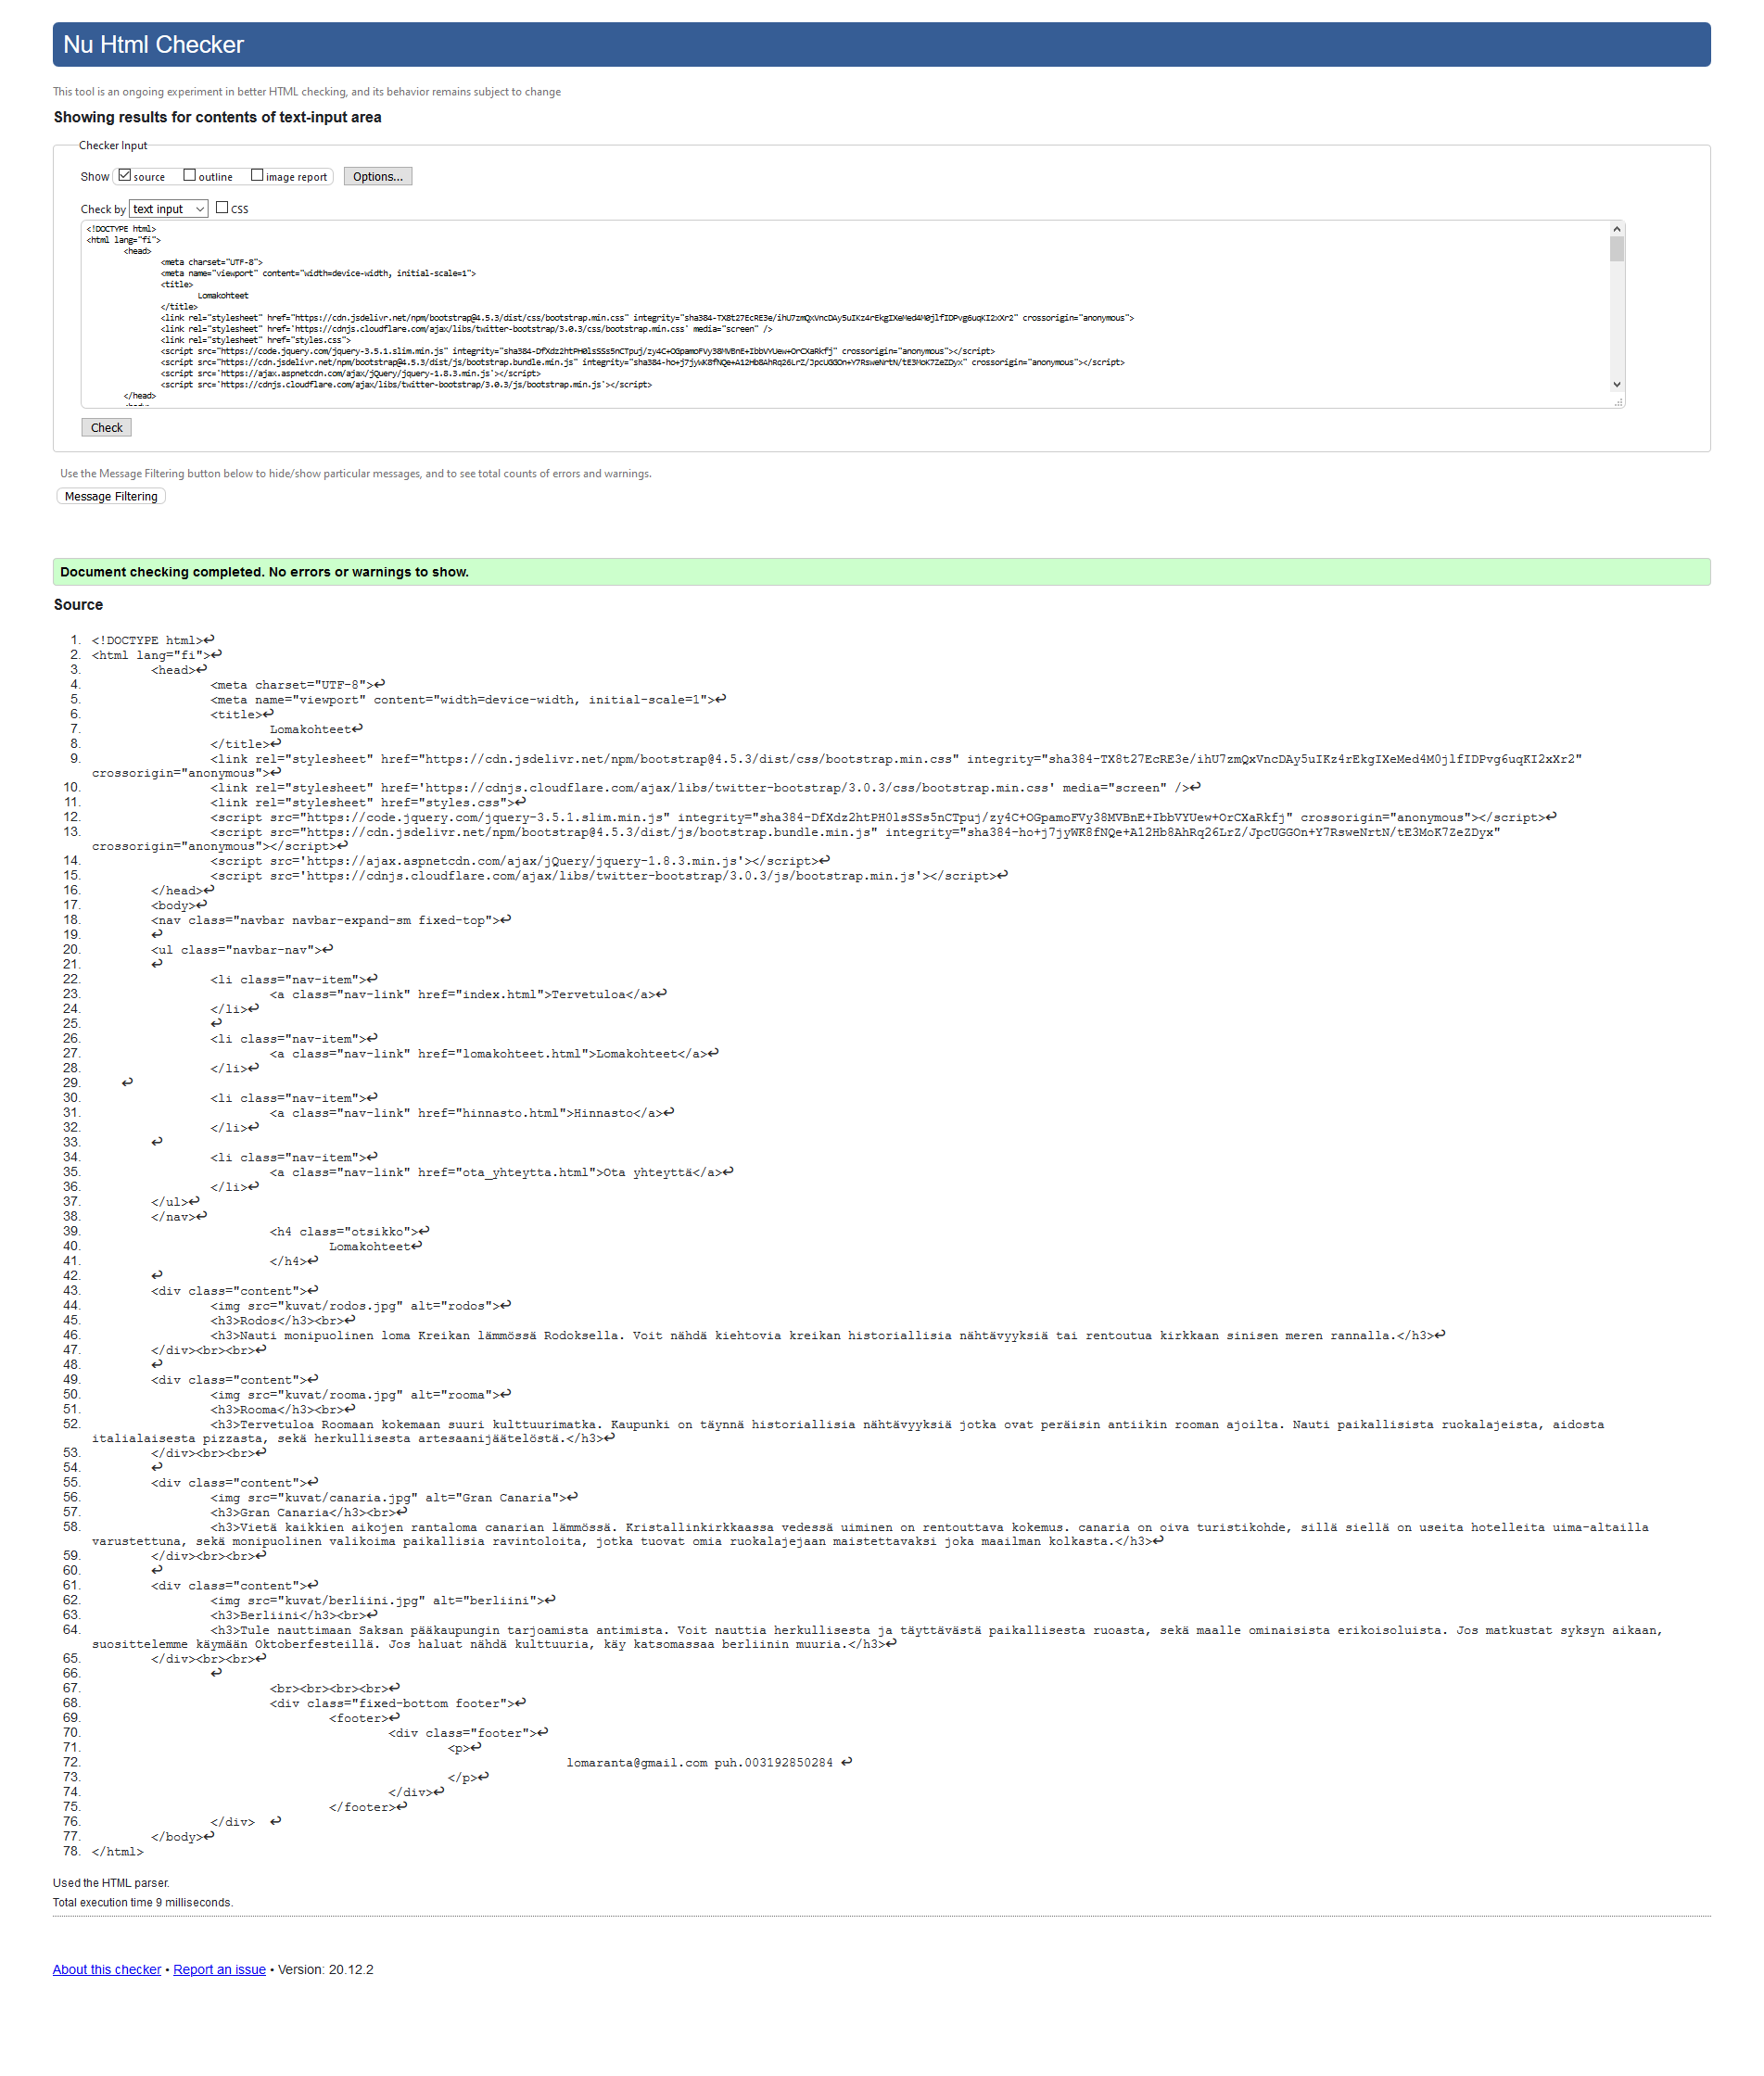 Nu Html Checker
This tool is an ongoing experiment in better HTML checking, and its behavior remains subject to change
Showing results for contents of text-input area
Checker Input
Show source outline image report Options...
Check by text input CSS
<!DOCTYPE html>
<html lang="fi">
<head>
<meta charset="UTF-8">
<meta name="viewport" content="width=device-width, initial-scale=1">
<title>
Lomakohteet
</title>
<link rel="stylesheet" href="https://cdn.jsdelivr.net/npm/bootstrap@4.5.3/dist/css/bootstrap.min.css" integrity="sha384-TX8t27EcRE3e/ihU7zmQxVncDAy5uIKz4rEkgIXeMed4M0jlfIDPvg6uqKI2xXr2" crossorigin="anonymous">
<link rel="stylesheet" href='https://cdnjs.cloudflare.com/ajax/libs/twitter-bootstrap/3.0.3/css/bootstrap.min.css' media="screen" />
<link rel="stylesheet" href="styles.css">
<script src="https://code.jquery.com/jquery-3.5.1.slim.min.js" integrity="sha384-DfXdz2htPH0lsSSs5nCTpuj/zy4C+OGpamoFVy38MVBnE+IbbVYUew+OrCXaRkfj" crossorigin="anonymous"></script>
<script src="https://cdn.jsdelivr.net/npm/bootstrap@4.5.3/dist/js/bootstrap.bundle.min.js" integrity="sha384-ho+j7jyWK8fNQe+A12Hb8AhRq26LrZ/JpcUGGOn+Y7RsweNrtN/tE3MoK7ZeZDyx" crossorigin="anonymous"></script>
<script src='https://ajax.aspnetcdn.com/ajax/jQuery/jquery-1.8.3.min.js'></script>
<script src='https://cdnjs.cloudflare.com/ajax/libs/twitter-bootstrap/3.0.3/js/bootstrap.min.js'></script>
</head>
Check
Use the Message Filtering button below to hide/show particular messages, and to see total counts of errors and warnings.
Message Filtering
Document checking completed. No errors or warnings to show.
Source
1. <!DOCTYPE html>↩
2. <html lang="fi">↩
3. <head>↩
4. <meta charset="UTF-8">↩
5. <meta name="viewport" content="width=device-width, initial-scale=1">↩
6. <title>↩
7. Lomakohteet↩
8. </title>↩
9. <link rel="stylesheet" href="https://cdn.jsdelivr.net/npm/bootstrap@4.5.3/dist/css/bootstrap.min.css" integrity="sha384-TX8t27EcRE3e/ihU7zmQxVncDAy5uIKz4rEkgIXeMed4M0jlfIDPvg6uqKI2xXr2"
crossorigin="anonymous">↩
10. <link rel="stylesheet" href='https://cdnjs.cloudflare.com/ajax/libs/twitter-bootstrap/3.0.3/css/bootstrap.min.css' media="screen" />↩
11. <link rel="stylesheet" href="styles.css">↩
12. <script src="https://code.jquery.com/jquery-3.5.1.slim.min.js" integrity="sha384-DfXdz2htPH0lsSSs5nCTpuj/zy4C+OGpamoFVy38MVBnE+IbbVYUew+OrCXaRkfj" crossorigin="anonymous"></script>↩
13. <script src="https://cdn.jsdelivr.net/npm/bootstrap@4.5.3/dist/js/bootstrap.bundle.min.js" integrity="sha384-ho+j7jyWK8fNQe+A12Hb8AhRq26LrZ/JpcUGGOn+Y7RsweNrtN/tE3MoK7ZeZDyx"
crossorigin="anonymous"></script>↩
14. <script src='https://ajax.aspnetcdn.com/ajax/jQuery/jquery-1.8.3.min.js'></script>↩
15. <script src='https://cdnjs.cloudflare.com/ajax/libs/twitter-bootstrap/3.0.3/js/bootstrap.min.js'></script>↩
16. </head>↩
17. <body>↩
18. <nav class="navbar navbar-expand-sm fixed-top">↩
19. ↩
20. <ul class="navbar-nav">↩
21. ↩
22. <li class="nav-item">↩
23. <a class="nav-link" href="index.html">Tervetuloa</a>↩
24. </li>↩
25. ↩
26. <li class="nav-item">↩
27. <a class="nav-link" href="lomakohteet.html">Lomakohteet</a>↩
28. </li>↩
29. ↩
30. <li class="nav-item">↩
31. <a class="nav-link" href="hinnasto.html">Hinnasto</a>↩
32. </li>↩
33. ↩
34. <li class="nav-item">↩
35. <a class="nav-link" href="ota_yhteytta.html">Ota yhteyttä</a>↩
36. </li>↩
37. </ul>↩
38. </nav>↩
39. <h4 class="otsikko">↩
40. Lomakohteet↩
41. </h4>↩
42. ↩
43. <div class="content">↩
44. <img src="kuvat/rodos.jpg" alt="rodos">↩
45. <h3>Rodos</h3><br>↩
46. <h3>Nauti monipuolinen loma Kreikan lämmössä Rodoksella. Voit nähdä kiehtovia kreikan historiallisia nähtävyyksiä tai rentoutua kirkkaan sinisen meren rannalla.</h3>↩
47. </div><br><br>↩
48. ↩
49. <div class="content">↩
50. <img src="kuvat/rooma.jpg" alt="rooma">↩
51. <h3>Rooma</h3><br>↩
52. <h3>Tervetuloa Roomaan kokemaan suuri kulttuurimatka. Kaupunki on täynnä historiallisia nähtävyyksiä jotka ovat peräisin antiikin rooman ajoilta. Nauti paikallisista ruokalajeista, aidosta
italialaisesta pizzasta, sekä herkullisesta artesaanijäätelöstä.</h3>↩
53. </div><br><br>↩
54. ↩
55. <div class="content">↩
56. <img src="kuvat/canaria.jpg" alt="Gran Canaria">↩
57. <h3>Gran Canaria</h3><br>↩
58. <h3>Vietä kaikkien aikojen rantaloma canarian lämmössä. Kristallinkirkkaassa vedessä uiminen on rentouttava kokemus. canaria on oiva turistikohde, sillä siellä on useita hotelleita uima-altailla
varustettuna, sekä monipuolinen valikoima paikallisia ravintoloita, jotka tuovat omia ruokalajejaan maistettavaksi joka maailman kolkasta.</h3>↩
59. </div><br><br>↩
60. ↩
61. <div class="content">↩
62. <img src="kuvat/berliini.jpg" alt="berliini">↩
63. <h3>Berliini</h3><br>↩
64. <h3>Tule nauttimaan Saksan pääkaupungin tarjoamista antimista. Voit nauttia herkullisesta ja täyttävästä paikallisesta ruoasta, sekä maalle ominaisista erikoisoluista. Jos matkustat syksyn aikaan,
suosittelemme käymään Oktoberfesteillä. Jos haluat nähdä kulttuuria, käy katsomassaa berliinin muuria.</h3>↩
65. </div><br><br>↩
66. ↩
67. <br><br><br><br>↩
68. <div class="fixed-bottom footer">↩
69. <footer>↩
70. <div class="footer">↩
71. <p>↩
72. lomaranta@gmail.com puh.003192850284 ↩
73. </p>↩
74. </div>↩
75. </footer>↩
76. </div> ↩
77. </body>↩
78. </html>
Used the HTML parser.
Total execution time 9 milliseconds.
About this checker • Report an issue • Version: 20.12.2